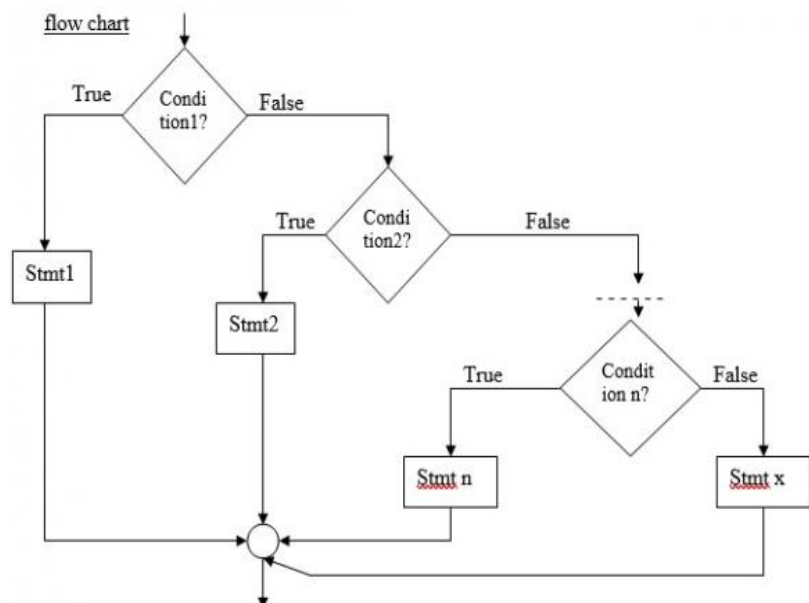 flow chart
True
Condi
tion1?
False
True
Condi
tion2?
False
Stmt1
Stmt2
True
Condit
ion n?
False
Stmt n
Stmt x